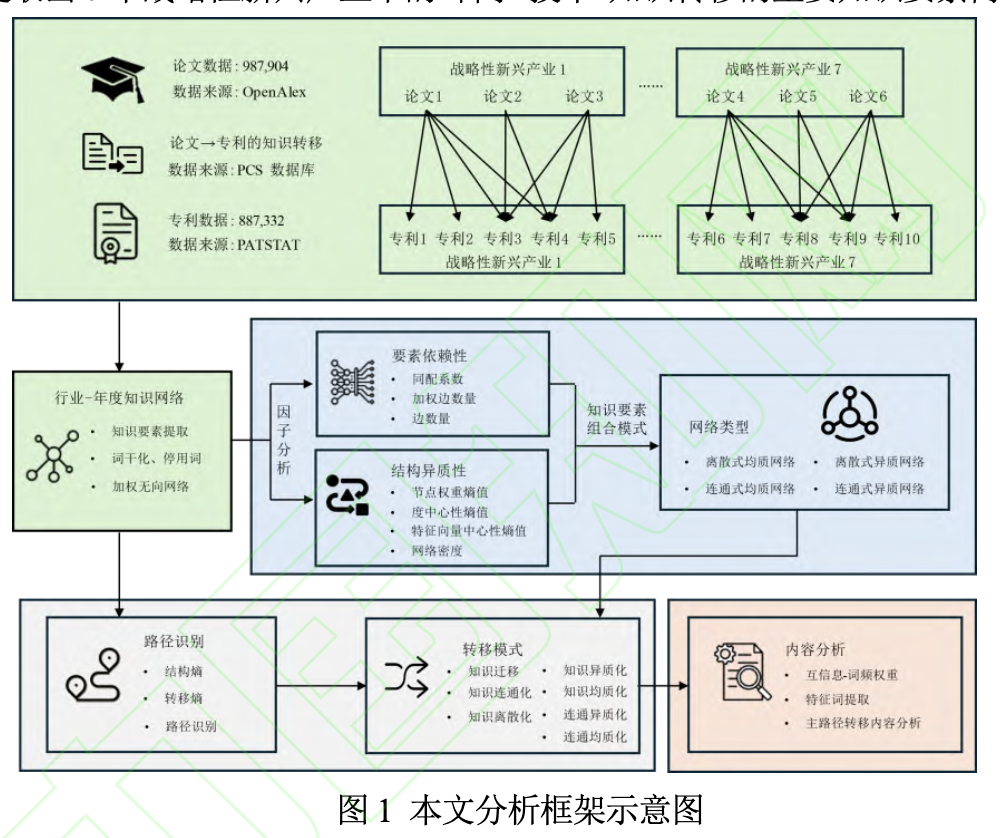 论文数据: 987,904
数据来源: OpenAlex
论文→专利的知识转移
数据来源: PCS 数据库
专利数据: 887,332
数据来源: PATSTAT
战略性新兴产业 1
论文1 论文2 论文3
……
战略性新兴产业 7
论文4 论文5 论文6
专利1 专利2 专利3 专利4 专利5
战略性新兴产业 1
……
专利6 专利7 专利8 专利9 专利10
战略性新兴产业 7
行业-年度知识网络
• 知识要素提取
• 词干化、停用词
• 加权无向网络
因子分析
要素依赖性
• 同配系数
• 加权边数量
• 边数量
结构异质性
• 节点权重熵值
• 度中心性熵值
• 特征向量中心性熵值
• 网络密度
知识要素
组合模式
网络类型
• 离散式均质网络 • 离散式异质网络
• 连通式均质网络 • 连通式异质网络
路径识别
• 结构熵
• 转移熵
• 路径识别
转移模式
• 知识迁移
• 知识连通化
• 知识离散化
• 知识异质化
• 知识均质化
• 连通异质化
• 连通均质化
内容分析
• 互信息-词频权重
• 特征词提取
• 主路径转移内容分析
图 1 本文分析框架示意图